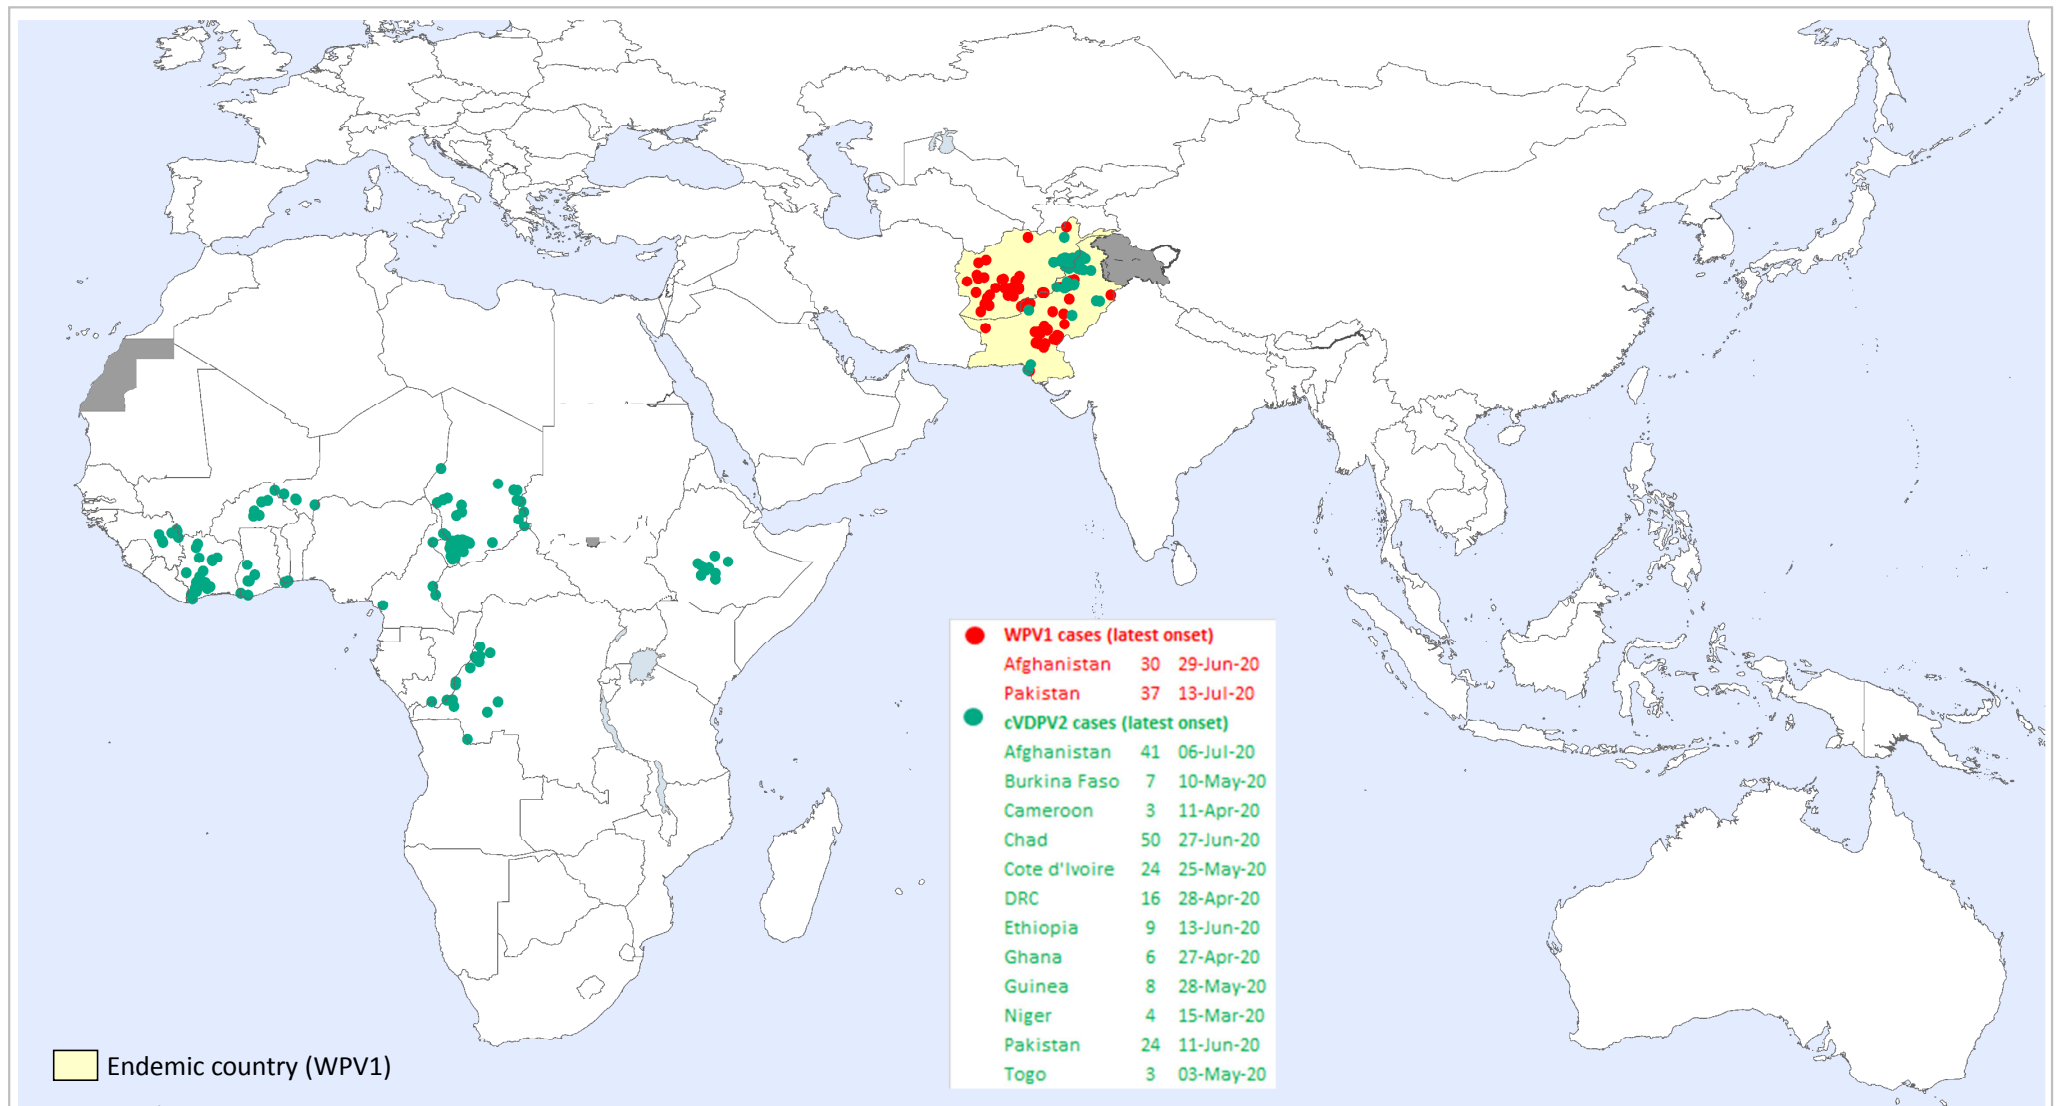 WPV1 cases (latest onset)
Afghanistan 30 29-Jun-20
Pakistan 37 13-Jul-20
cVDPV2 cases (latest onset)
Afghanistan 41 06-Jul-20
Burkina Faso 7 10-May-20
Cameroon 3 11-Apr-20
Chad 50 27-Jun-20
Cote d'Ivoire 24 25-May-20
DRC 16 28-Apr-20
Ethiopia 9 13-Jun-20
Ghana 6 27-Apr-20
Guinea 8 28-May-20
Niger 4 15-Mar-20
Pakistan 24 11-Jun-20
Togo 3 03-May-20
Endemic country (WPV1)